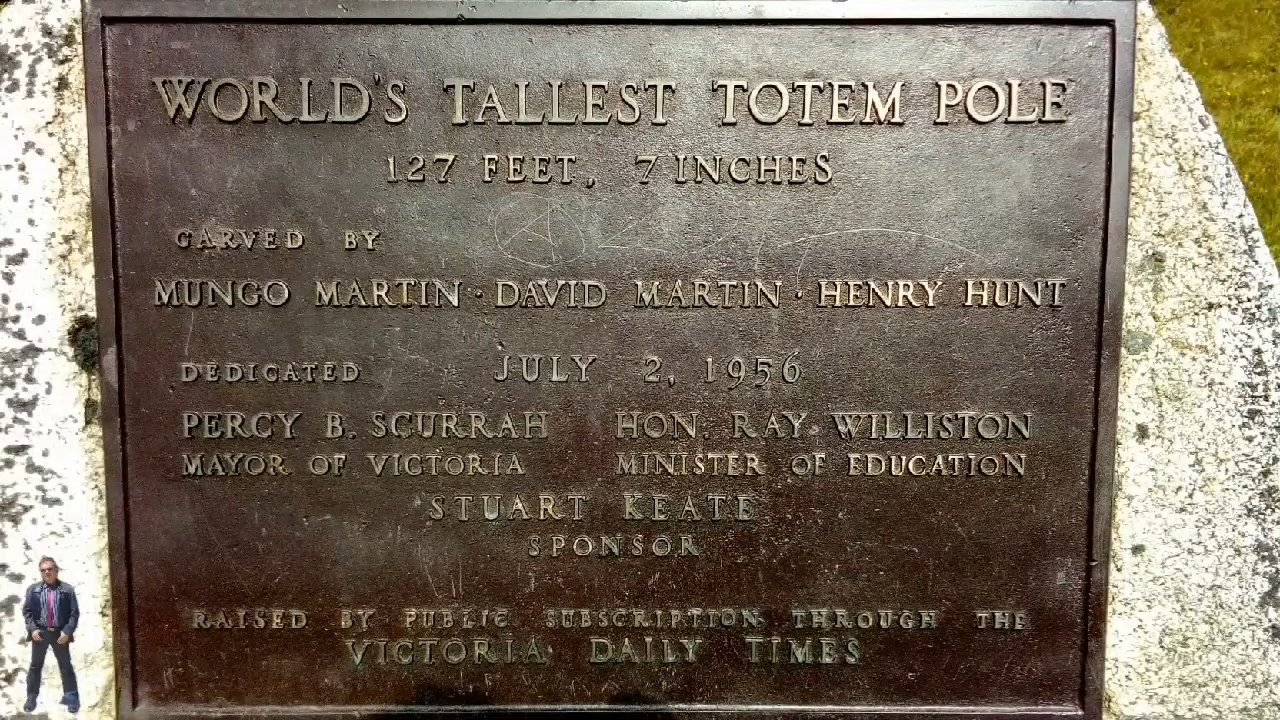 WORLD'S TALLEST TOTEM POLE
127 FEET, 7 INCHES
CARVED BY
MUNGO MARTIN · DAVID MARTIN · HENRY HUNT
DEDICATED JULY 2, 1956
PERCY B. SCURRAH HON. RAY WILLISTON
MAYOR OF VICTORIA MINISTER OF EDUCATION
STUART KEATE
SPONSOR
RAISED BY PUBLIC SUBSCRIPTION THROUGH THE
VICTORIA DAILY TIMES